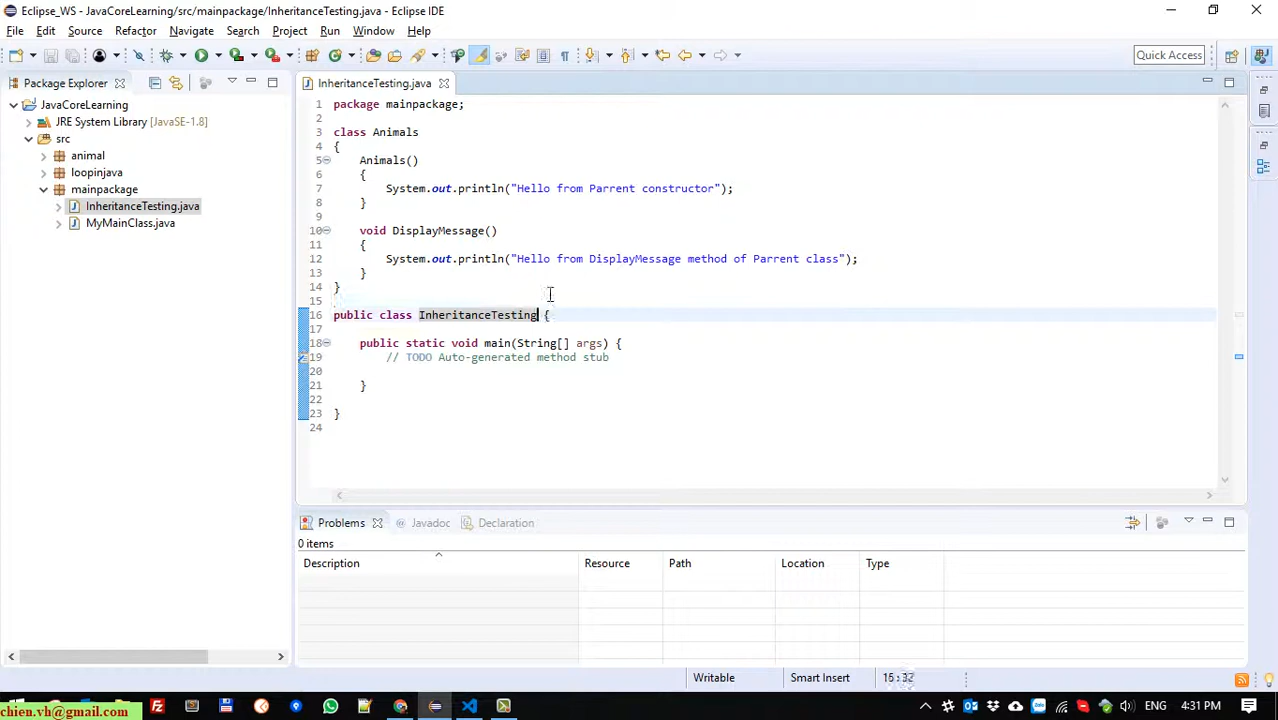 Eclipse_WS - JavaCoreLearning/src/mainpackage/InheritanceTesting.java - Eclipse IDE
File Edit Source Refactor Navigate Search Project Run Window Help
Quick Access
Package Explorer
InheritanceTesting.java
JavaCoreLearning
JRE System Library [JavaSE-1.8]
src
animal
loopinjava
mainpackage
InheritanceTesting.java
MyMainClass.java
1 package mainpackage;
2
3 class Animals
4 {
5 Animals()
6 {
7 System.out.println("Hello from Parrent constructor");
8 }
9
10 void DisplayMessage()
11 {
12 System.out.println("Hello from DisplayMessage method of Parrent class");
13 }
14 }
15
16 public class InheritanceTesting {
17
18 public static void main(String[] args) {
19 // TODO Auto-generated method stub
20
21 }
22
23 }
24
Problems @ Javadoc Declaration
0 items
Description Resource Path Location Type
Writable Smart Insert
chien.vh@gmail.com
ENG 4:31 PM